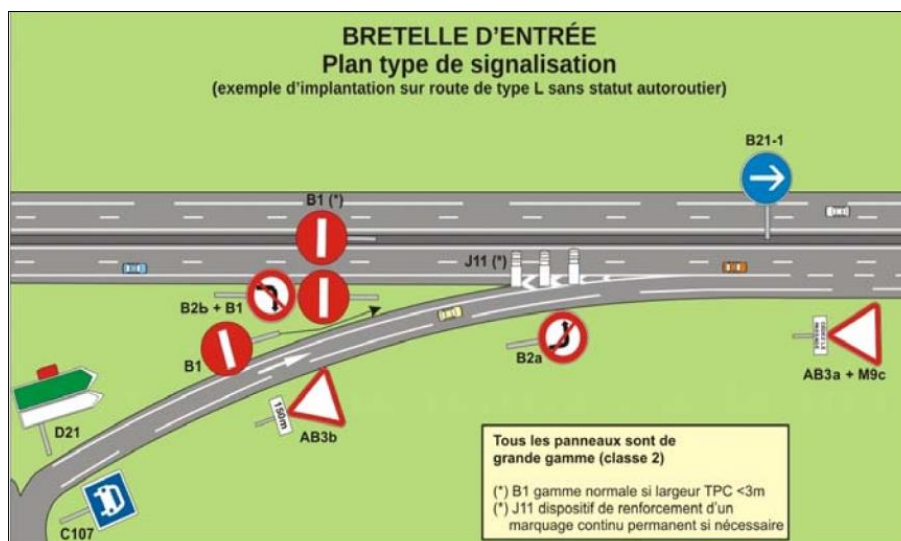 BRETELLE D'ENTRÉE
Plan type de signalisation
(exemple d'implantation sur route de type L sans statut autoroutier)
B21-1
B1 (*)
J11 (*)
B2b + B1
B1
B2a
AB3a + M9c
D21
150m
AB3b
C107
Tous les panneaux sont de
grande gamme (classe 2)
(*) B1 gamme normale si largeur TPC <3m
(*) J11 dispositif de renforcement d'un
marquage continu permanent si nécessaire